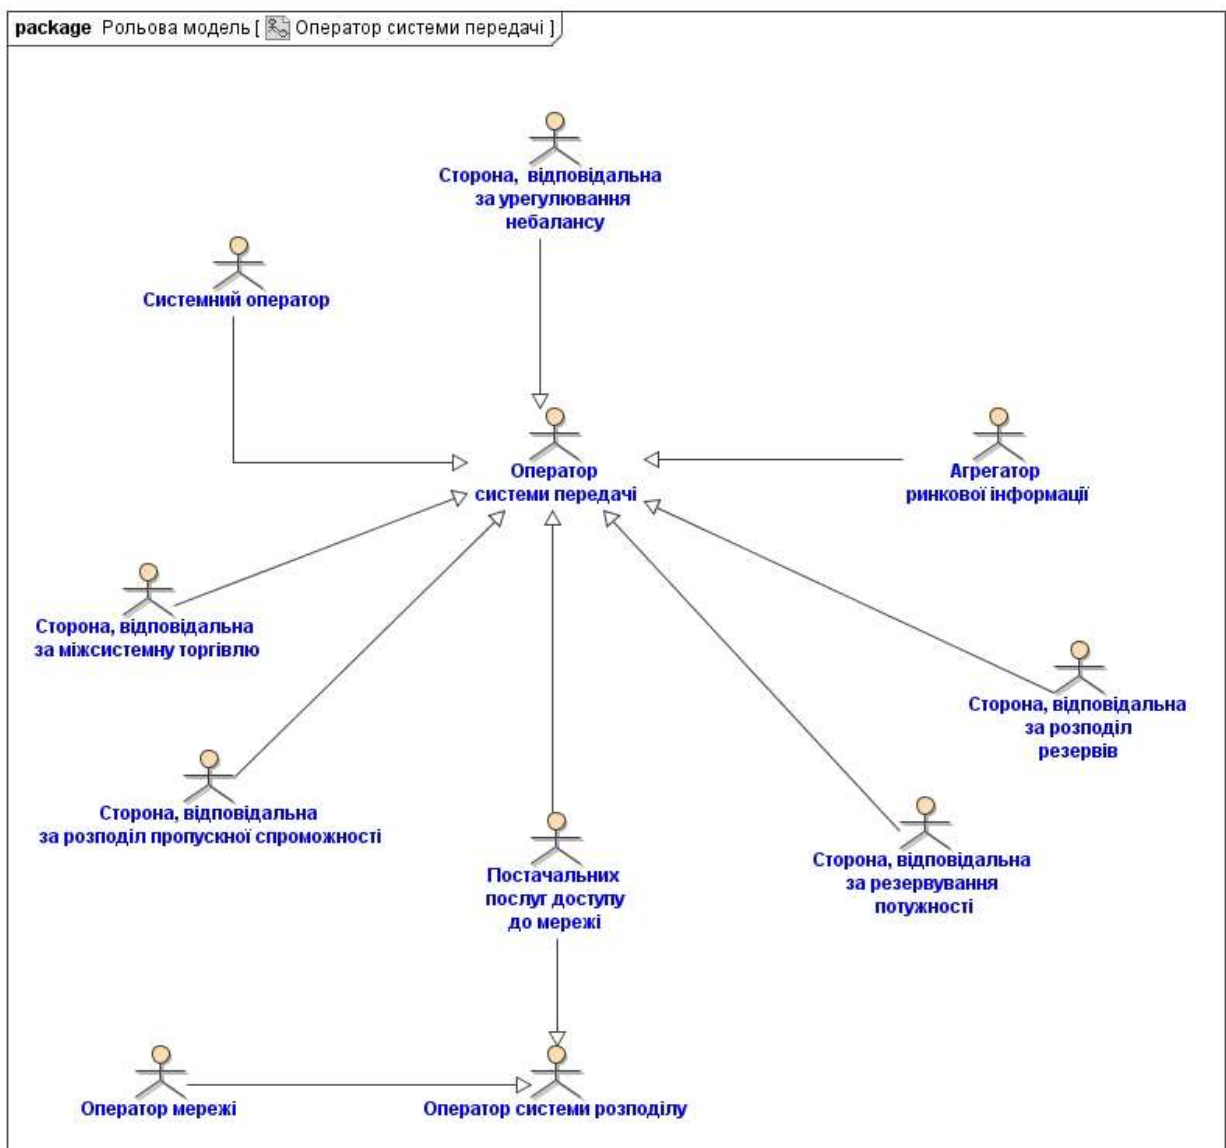 package Рольова модель [ Оператор системи передачі ]
Сторона, відповідальна
за урегулювання
небалансу
Системний оператор
Оператор
системи передачі
Агрегатор
ринкової інформації
Сторона, відповідальна
за міжсистемну торгівлю
Сторона, відповідальна
за розподіл
резервів
Сторона, відповідальна
за розподіл пропускної спроможності
Сторона, відповідальна
за резервування
потужності
Постачальних
послуг доступу
до мережі
Оператор мережі
Оператор системи розподілу